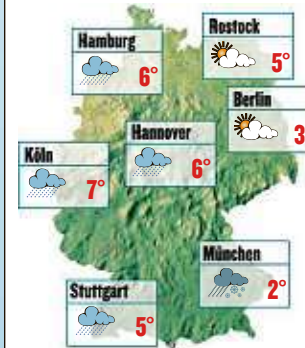 Hamburg
6°
Rostock
5°
Berlin
3
Hannover
6°
Köln
7°
München
2°
Stuttgart
5°